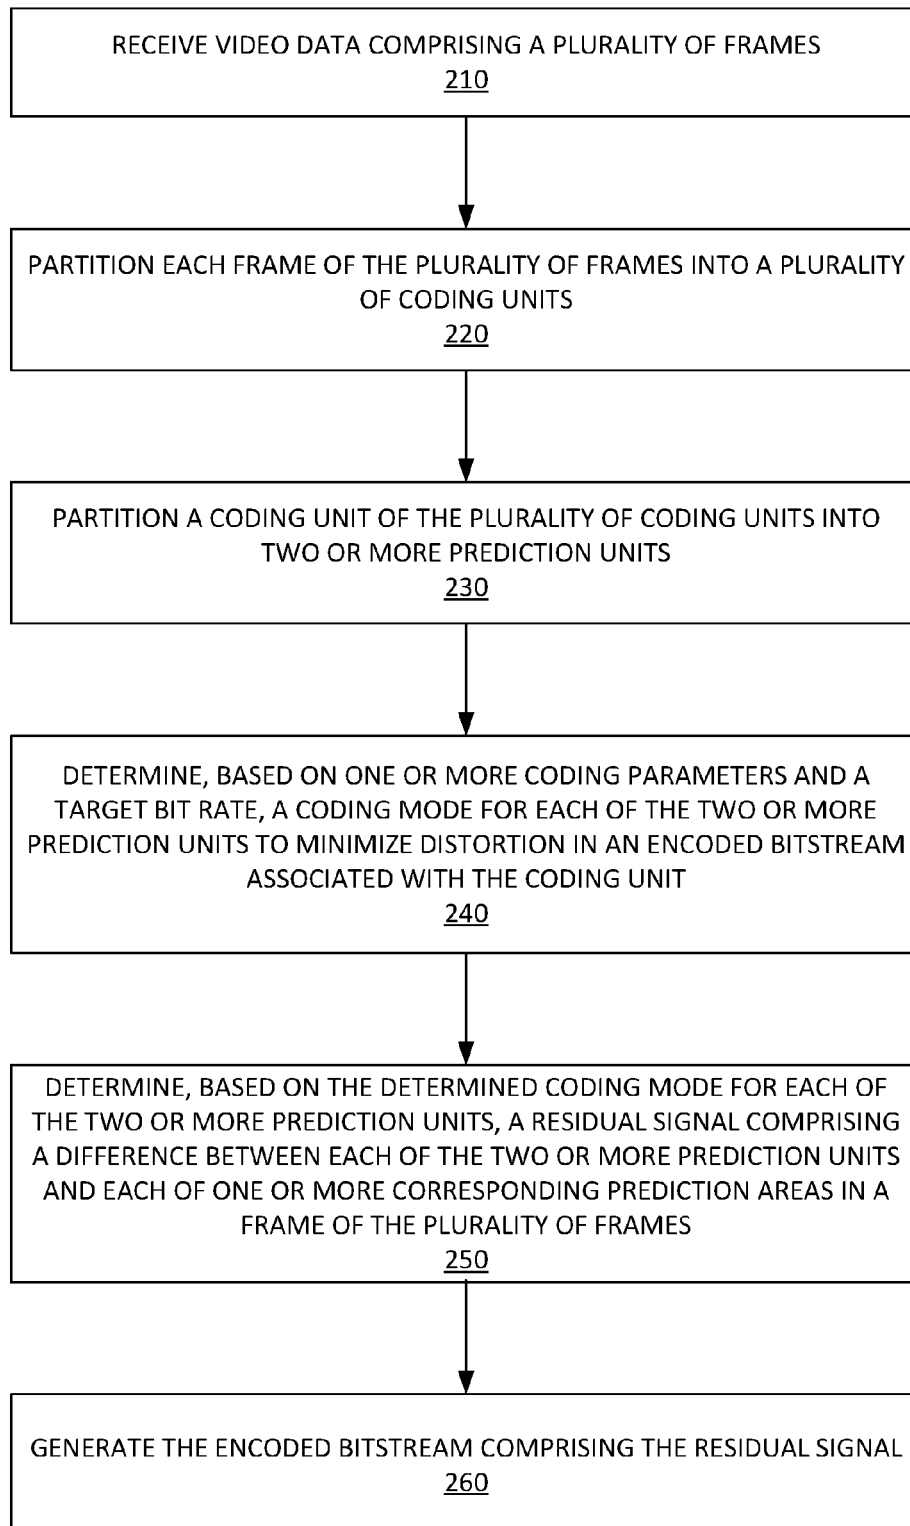 RECEIVE VIDEO DATA COMPRISING A PLURALITY OF FRAMES
210
PARTITION EACH FRAME OF THE PLURALITY OF FRAMES INTO A PLURALITY
OF CODING UNITS
220
PARTITION A CODING UNIT OF THE PLURALITY OF CODING UNITS INTO
TWO OR MORE PREDICTION UNITS
230
DETERMINE, BASED ON ONE OR MORE CODING PARAMETERS AND A
TARGET BIT RATE, A CODING MODE FOR EACH OF THE TWO OR MORE
PREDICTION UNITS TO MINIMIZE DISTORTION IN AN ENCODED BITSTREAM
ASSOCIATED WITH THE CODING UNIT
240
DETERMINE, BASED ON THE DETERMINED CODING MODE FOR EACH OF
THE TWO OR MORE PREDICTION UNITS, A RESIDUAL SIGNAL COMPRISING
A DIFFERENCE BETWEEN EACH OF THE TWO OR MORE PREDICTION UNITS
AND EACH OF ONE OR MORE CORRESPONDING PREDICTION AREAS IN A
FRAME OF THE PLURALITY OF FRAMES
250
GENERATE THE ENCODED BITSTREAM COMPRISING THE RESIDUAL SIGNAL
260